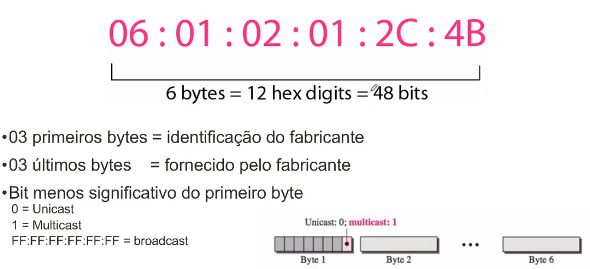 06 : 01 : 02 : 01 : 2C : 4B
6 bytes = 12 hex digits = 48 bits
•03 primeiros bytes = identificação do fabricante
•03 últimos bytes = fornecido pelo fabricante
•Bit menos significativo do primeiro byte
0 = Unicast
1 = Multicast
FF:FF:FF:FF:FF:FF = broadcast
Unicast: 0; multicast: 1
Byte 1 Byte 2 ••• Byte 6